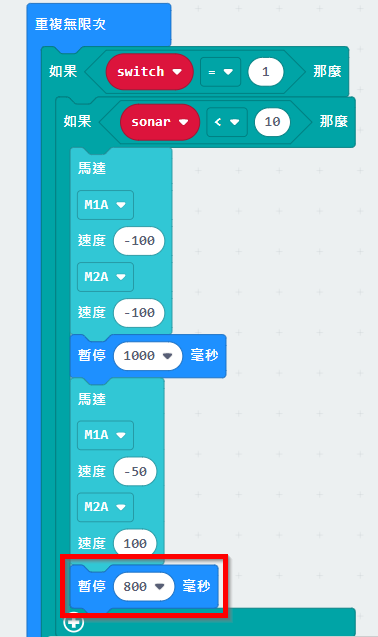 重複無限次
如果 switch = 1 那麼
如果 sonar < 10 那麼
馬達
M1A
速度 -100
M2A
速度 -100
暫停 1000 毫秒
馬達
M1A
速度 -50
M2A
速度 100
暫停 800 毫秒